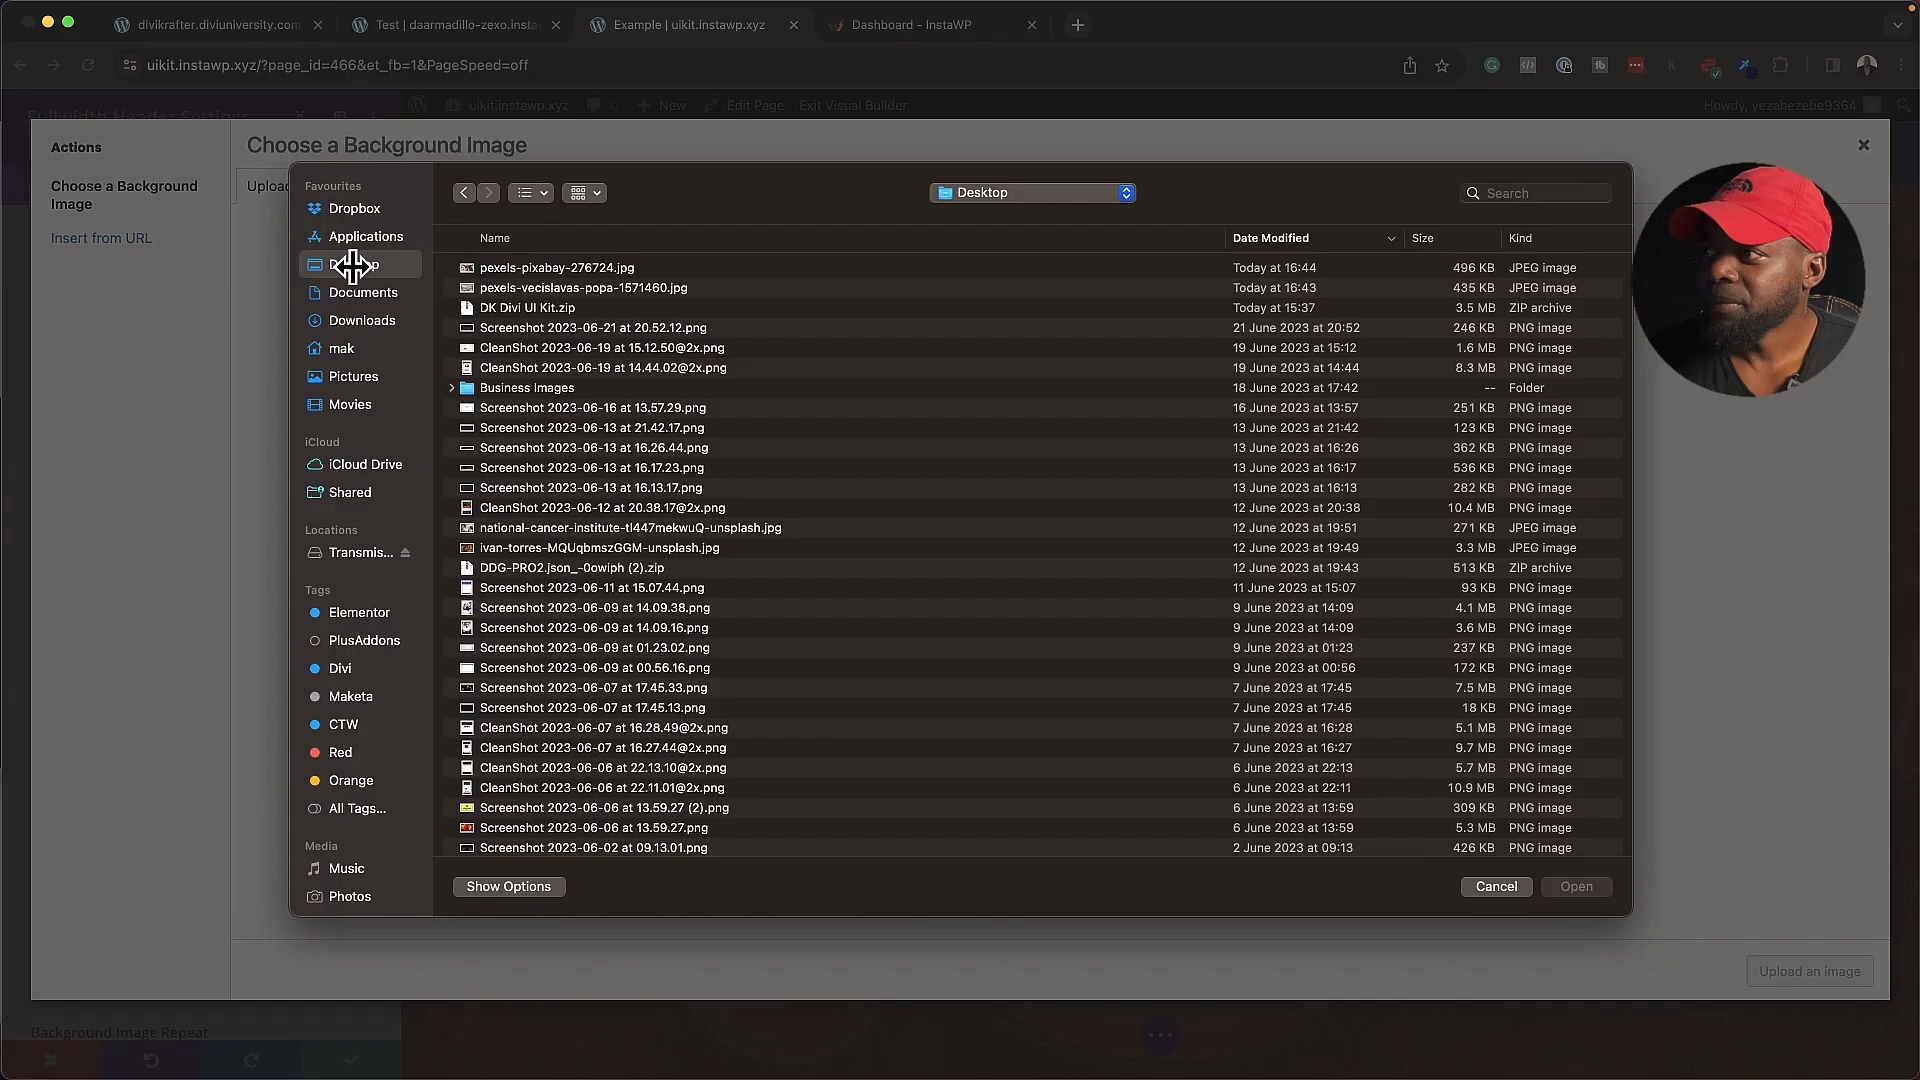 divikrafter.diviuniversity.com
Test | daarmadillo-zexo.insta
Example | uikit.instawp.xyz
Dashboard - InstaWP
uikit.instawp.xyz/?page_id=466&et_fb=1&PageSpeed=off
uikit.instawp.xyz
0
New
Edit Page
Exit Visual Builder
Howdy, yezahezebe9364
Fullwidth Header Settings
Actions
Choose a Background Image
Choose a Background
Image
Insert from URL
Upload
Favourites
Dropbox
Applications
Documents
Downloads
mak
Pictures
Movies
iCloud
iCloud Drive
Shared
Locations
Transmis...
Tags
Elementor
PlusAddons
Divi
Maketa
CTW
Red
Orange
All Tags...
Media
Music
Photos
Desktop
Search
Name Date Modified Size Kind
pexels-pixabay-276724.jpg Today at 16:44 496 KB JPEG image
pexels-vecislavas-popa-1571460.jpg Today at 16:43 435 KB JPEG image
DK Divi UI Kit.zip Today at 15:37 3.5 MB ZIP archive
Screenshot 2023-06-21 at 20.52.12.png 21 June 2023 at 20:52 246 KB PNG image
CleanShot 2023-06-19 at 15.12.50@2x.png 19 June 2023 at 15:12 1.6 MB PNG image
CleanShot 2023-06-19 at 14.44.02@2x.png 19 June 2023 at 14:44 8.3 MB PNG image
Business Images 18 June 2023 at 17:42 -- Folder
Screenshot 2023-06-16 at 13.57.29.png 16 June 2023 at 13:57 251 KB PNG image
Screenshot 2023-06-13 at 21.42.17.png 13 June 2023 at 21:42 123 KB PNG image
Screenshot 2023-06-13 at 16.26.44.png 13 June 2023 at 16:26 362 KB PNG image
Screenshot 2023-06-13 at 16.17.23.png 13 June 2023 at 16:17 536 KB PNG image
Screenshot 2023-06-13 at 16.13.17.png 13 June 2023 at 16:13 282 KB PNG image
CleanShot 2023-06-12 at 20.38.17@2x.png 12 June 2023 at 20:38 10.4 MB PNG image
national-cancer-institute-tl447mekwuQ-unsplash.jpg 12 June 2023 at 19:51 271 KB JPEG image
ivan-torres-MQUqbmszGGM-unsplash.jpg 12 June 2023 at 19:49 3.3 MB JPEG image
DDG-PRO2.json_-0owiph (2).zip 12 June 2023 at 19:43 513 KB ZIP archive
Screenshot 2023-06-11 at 15.07.44.png 11 June 2023 at 15:07 93 KB PNG image
Screenshot 2023-06-09 at 14.09.38.png 9 June 2023 at 14:09 4.1 MB PNG image
Screenshot 2023-06-09 at 14.09.16.png 9 June 2023 at 14:09 3.6 MB PNG image
Screenshot 2023-06-09 at 01.23.02.png 9 June 2023 at 01:23 237 KB PNG image
Screenshot 2023-06-09 at 00.56.16.png 9 June 2023 at 00:56 172 KB PNG image
Screenshot 2023-06-07 at 17.45.33.png 7 June 2023 at 17:45 7.5 MB PNG image
Screenshot 2023-06-07 at 17.45.13.png 7 June 2023 at 17:45 18 KB PNG image
CleanShot 2023-06-07 at 16.28.49@2x.png 7 June 2023 at 16:28 5.1 MB PNG image
CleanShot 2023-06-07 at 16.27.44@2x.png 7 June 2023 at 16:27 9.7 MB PNG image
CleanShot 2023-06-06 at 22.13.10@2x.png 6 June 2023 at 22:13 5.7 MB PNG image
CleanShot 2023-06-06 at 22.11.01@2x.png 6 June 2023 at 22:11 10.9 MB PNG image
Screenshot 2023-06-06 at 13.59.27 (2).png 6 June 2023 at 13:59 309 KB PNG image
Screenshot 2023-06-06 at 13.59.27.png 6 June 2023 at 13:59 5.3 MB PNG image
Screenshot 2023-06-02 at 09.13.01.png 2 June 2023 at 09:13 426 KB PNG image
Show Options
Cancel
Open
Upload an image
Background Image Repeat